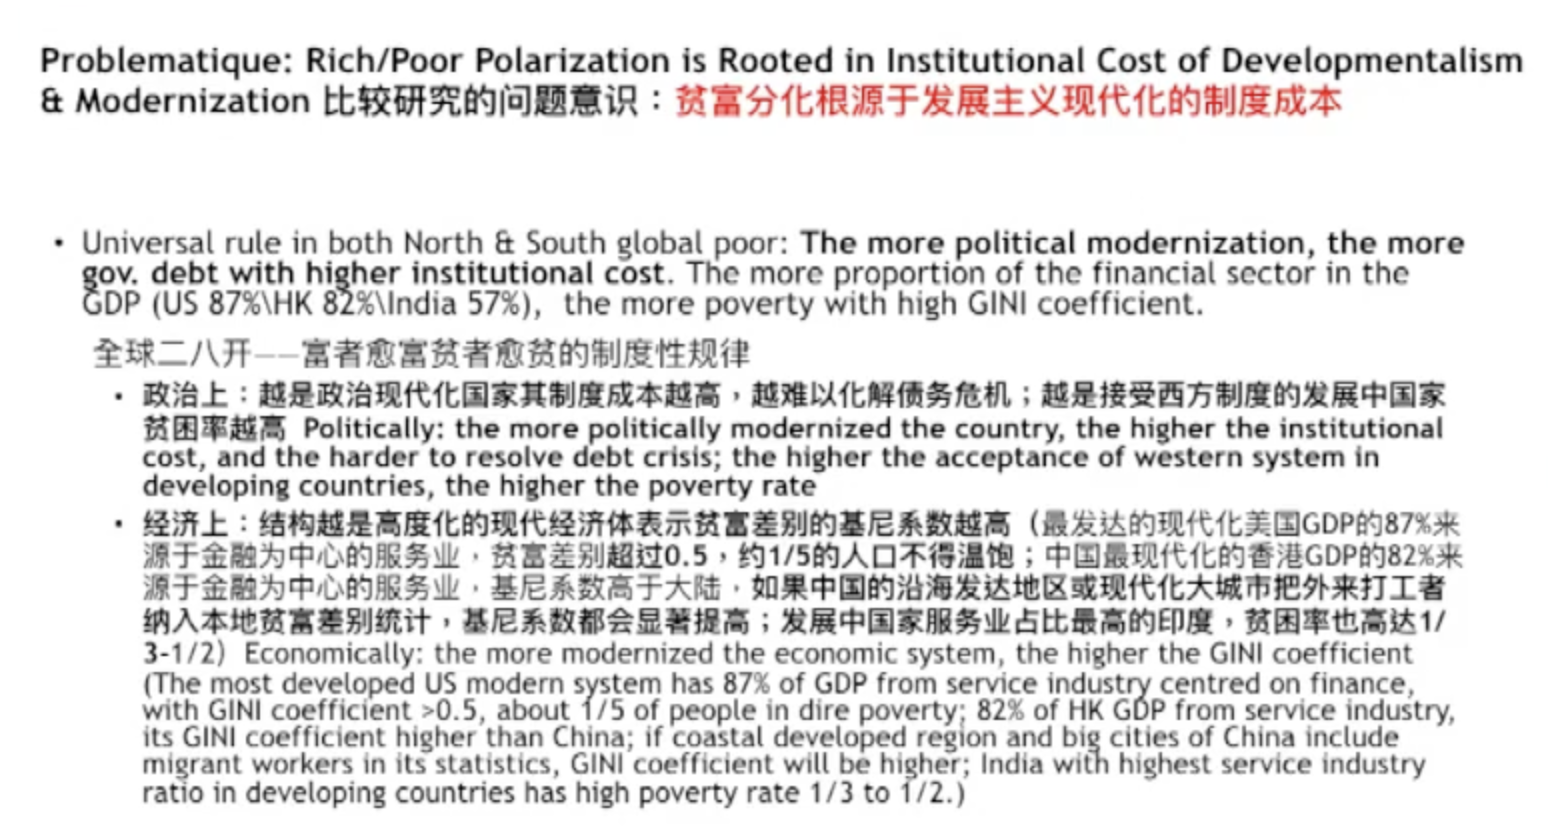 Problematique: Rich/Poor Polarization is Rooted in Institutional Cost of Developmentalism
& Modernization 比较研究的问题意识：贫富分化根源于发展主义现代化的制度成本
• Universal rule in both North & South global poor: The more political modernization, the more
gov. debt with higher institutional cost. The more proportion of the financial sector in the
GDP (US 87%\HK 82%\India 57%), the more poverty with high GINI coefficient.
全球二八开——富者愈富贫者愈贫的制度性规律
• 政治上：越是政治现代化国家其制度成本越高，越难以化解债务危机；越是接受西方制度的发展中国家
贫困率越高 Politically: the more politically modernized the country, the higher the institutional
cost, and the harder to resolve debt crisis; the higher the acceptance of western system in
developing countries, the higher the poverty rate
• 经济上：结构越是高度化的现代经济体表示贫富差别的基尼系数越高（最发达的现代化美国GDP的87%来
源于金融为中心的服务业，贫富差别超过0.5，约1/5的人口不得温饱；中国最现代化的香港GDP的82%来
源于金融为中心的服务业，基尼系数高于大陆，如果中国的沿海发达地区或现代化大城市把外来打工者
纳入本地贫富差别统计，基尼系数都会显著提高；发展中国家服务业占比最高的印度，贫困率也高达1/
3-1/2）Economically: the more modernized the economic system, the higher the GINI coefficient
(The most developed US modern system has 87% of GDP from service industry centred on finance,
with GINI coefficient >0.5, about 1/5 of people in dire poverty; 82% of HK GDP from service industry,
its GINI coefficient higher than China; if coastal developed region and big cities of China include
migrant workers in its statistics, GINI coefficient will be higher; India with highest service industry
ratio in developing countries has high poverty rate 1/3 to 1/2.)